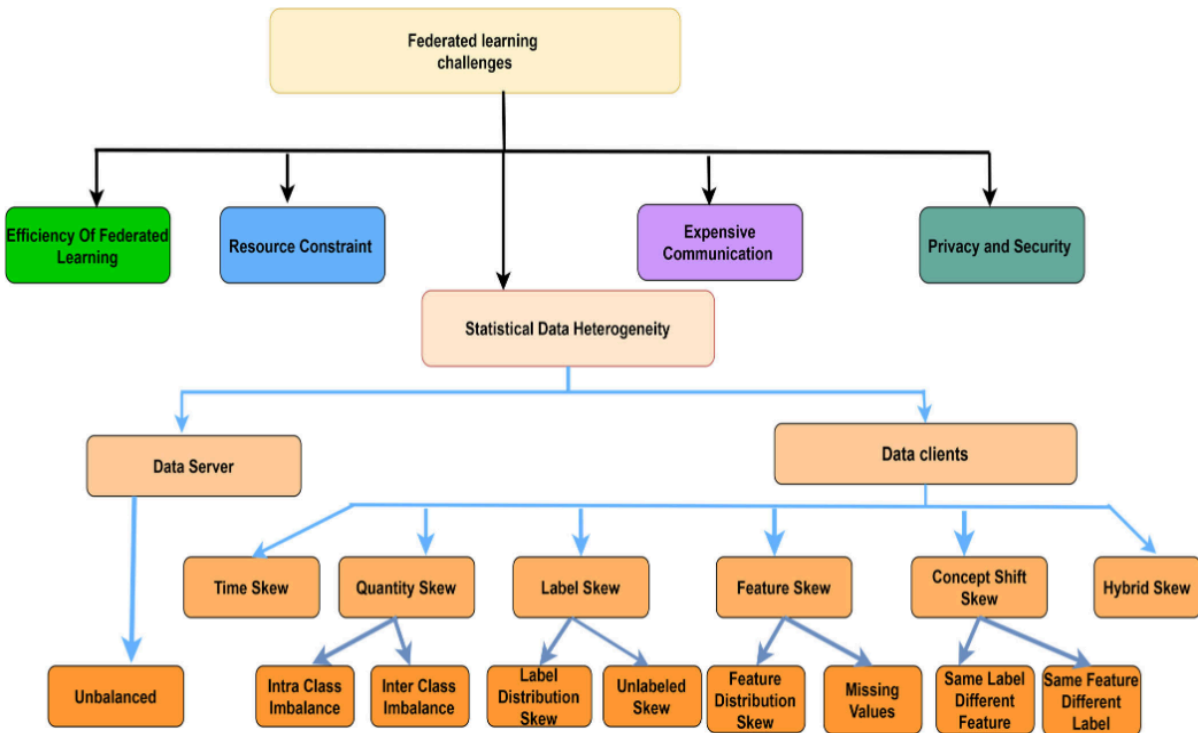 Federated learning
challenges
Efficiency Of Federated
Learning
Resource Constraint
Expensive
Communication
Privacy and Security
Statistical Data Heterogeneity
Data Server
Data clients
Time Skew
Quantity Skew
Label Skew
Feature Skew
Concept Shift
Skew
Hybrid Skew
Unbalanced
Intra Class
Imbalance
Inter Class
Imbalance
Label
Distribution
Skew
Unlabeled
Skew
Feature
Distribution
Skew
Missing
Values
Same Label
Different
Feature
Same Feature
Different
Label